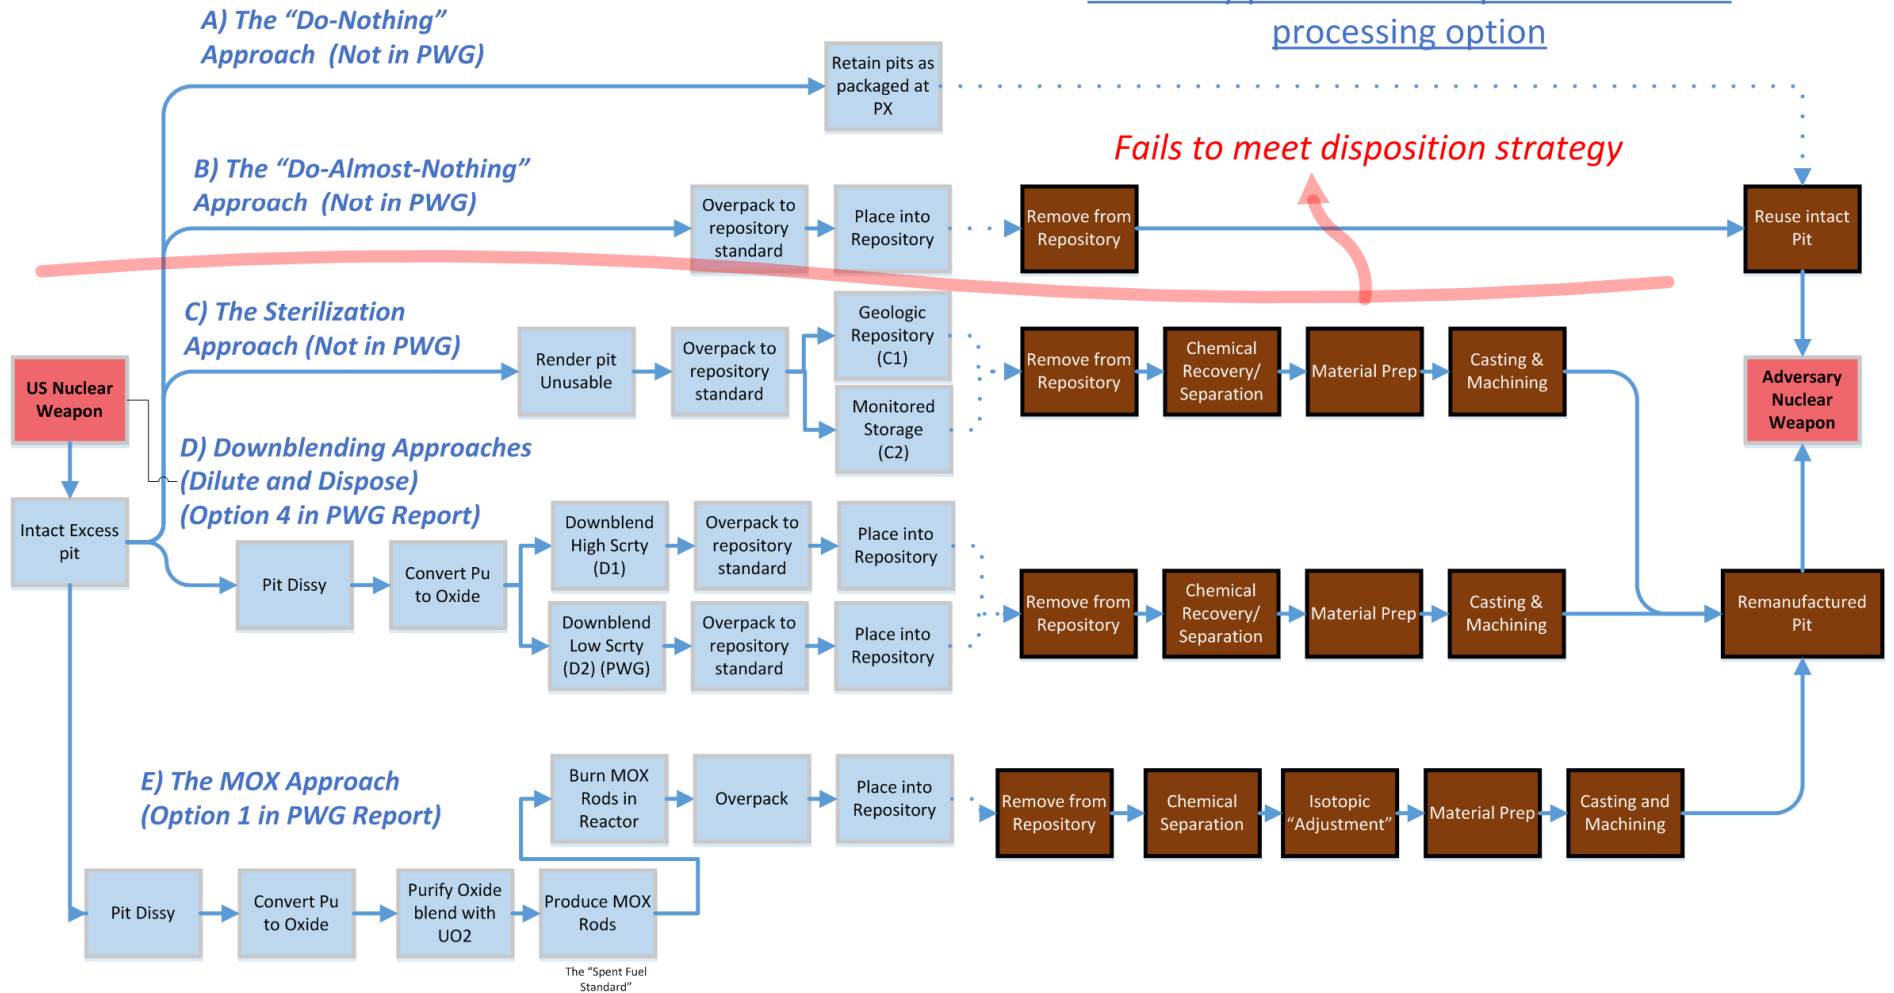 processing option
A) The “Do-Nothing”
Approach  (Not in PWG)
Retain pits as
packaged at
PX
Fails to meet disposition strategy
B) The “Do-Almost-Nothing”
Approach  (Not in PWG)
Overpack to
repository
standard
Place into
Repository
Remove from
Repository
Reuse intact
Pit
C) The Sterilization
Approach (Not in PWG)
Render pit
Unusable
Overpack to
repository
standard
Geologic
Repository
(C1)
Monitored
Storage
(C2)
Remove from
Repository
Chemical
Recovery/
Separation
Material Prep
Casting &
Machining
US Nuclear
Weapon
Adversary
Nuclear
Weapon
D) Downblending Approaches
(Dilute and Dispose)
(Option 4 in PWG Report)
Intact Excess
pit
Pit Dissy
Convert Pu
to Oxide
Downblend
High Scrty
(D1)
Overpack to
repository
standard
Place into
Repository
Downblend
Low Scrty
(D2) (PWG)
Overpack to
repository
standard
Place into
Repository
Remove from
Repository
Chemical
Recovery/
Separation
Material Prep
Casting &
Machining
Remanufactured
Pit
E) The MOX Approach
(Option 1 in PWG Report)
Burn MOX
Rods in
Reactor
Overpack
Place into
Repository
Remove from
Repository
Chemical
Separation
Isotopic
“Adjustment”
Material Prep
Casting and
Machining
Pit Dissy
Convert Pu
to Oxide
Purify Oxide
blend with
UO2
Produce MOX
Rods
The “Spent Fuel
Standard”